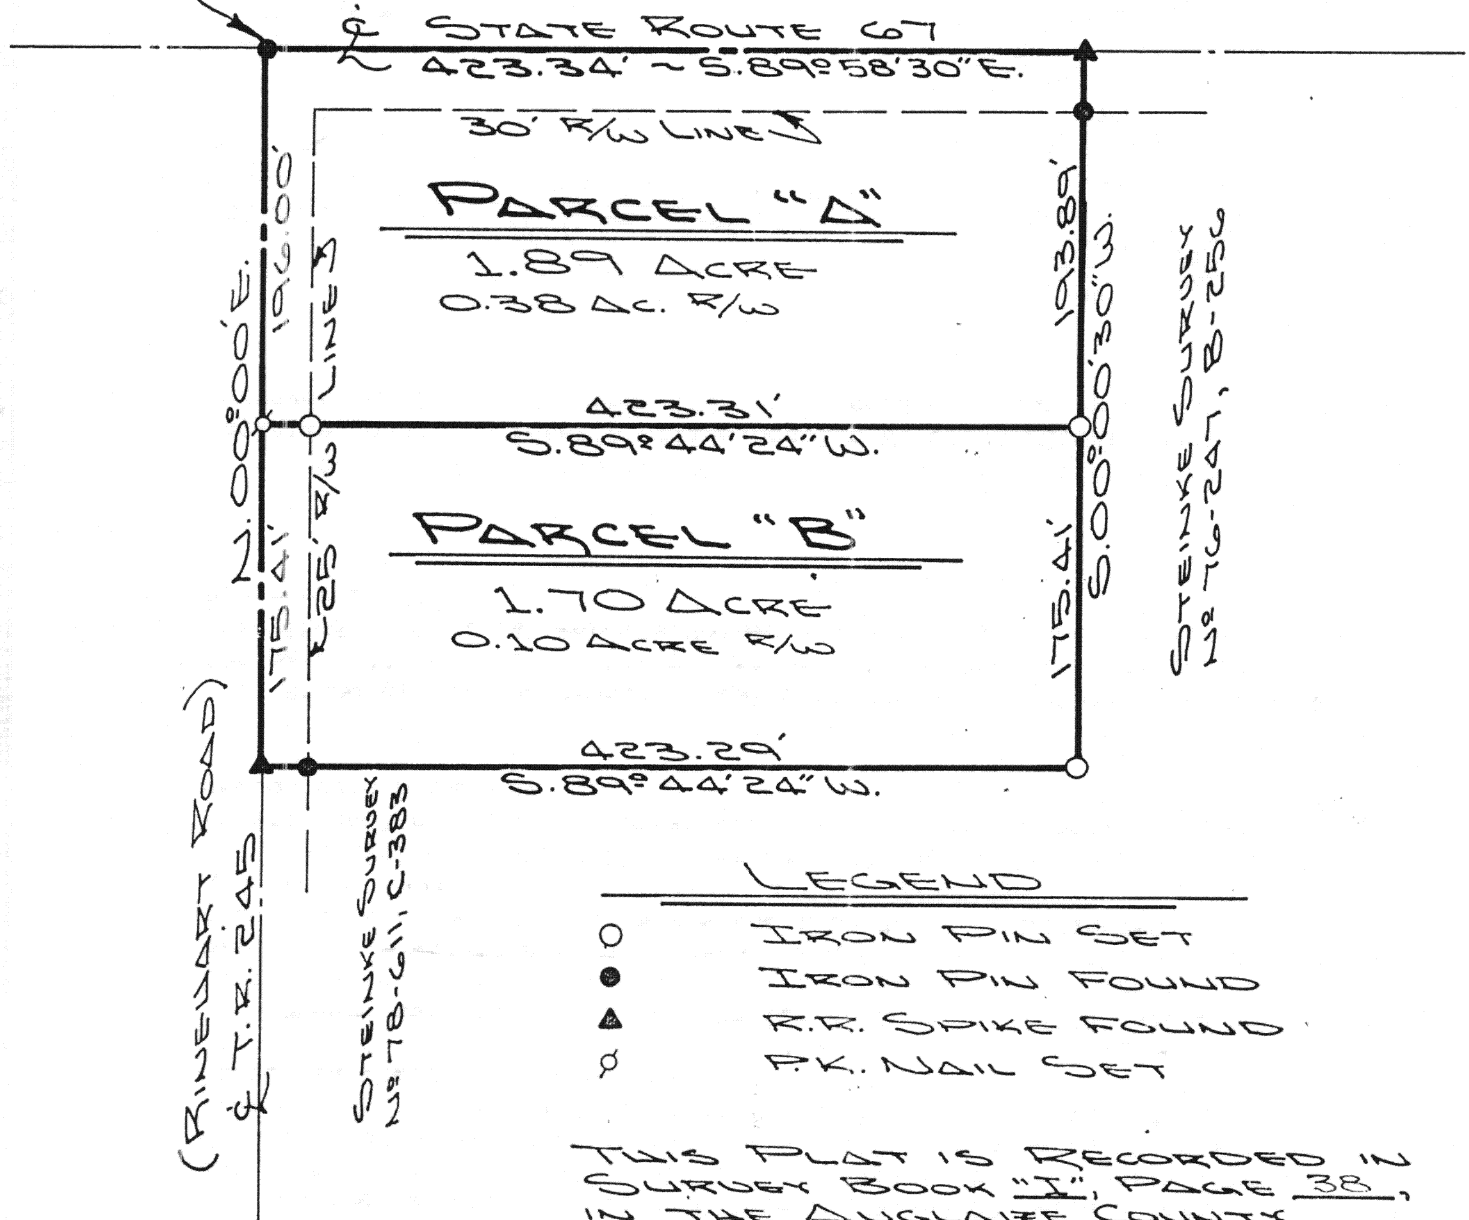 ℄ STATE ROUTE 67
423.34' ~ S.89°58'30"E.
30' R/W LINE
PARCEL "A"
1.89 ACRE
0.38 AC. R/W
196.00'
N.00°00'E.
25' R/W LINE
193.89'
S.00°00'30"W.
STEINKE SURVEY
Nº 76-247, B-256
423.31'
S.89°44'24"W.
PARCEL "B"
1.70 ACRE
0.10 ACRE R/W
175.41'
175.41'
423.29'
S.89°44'24"W.
(RINEHART ROAD)
℄ T.R. 245
STEINKE SURVEY
Nº 78-611, C-383
LEGEND
IRON PIN SET
IRON PIN FOUND
R.R. SPIKE FOUND
P.K. NAIL SET
THIS PLAT IS RECORDED IN
SURVEY BOOK "I", PAGE 38,
IN THE AUGLAIZE COUNTY